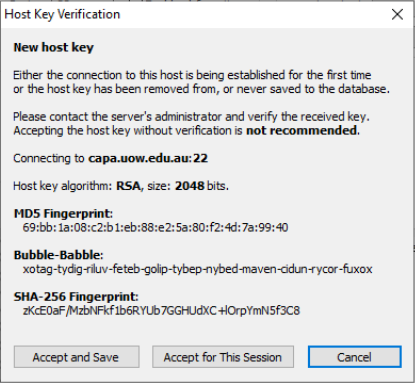 Host Key Verification
New host key
Either the connection to this host is being established for the first time
or the host key has been removed from, or never saved to the database.
Please contact the server's administrator and verify the received key.
Accepting the host key without verification is not recommended.
Connecting to capa.uow.edu.au:22
Host key algorithm: RSA, size: 2048 bits.
MD5 Fingerprint:
69:bb:1a:08:c2:b1:eb:88:e2:5a:80:f2:4d:7a:99:40
Bubble-Babble:
xotag-tydig-riluv-feteb-golip-tybep-nybed-maven-cidun-rycor-fuxox
SHA-256 Fingerprint:
zKcE0aF/MzbNFkf1b6RYUb7GGHUdXC+lOrpYmN5f3C8
Accept and Save
Accept for This Session
Cancel